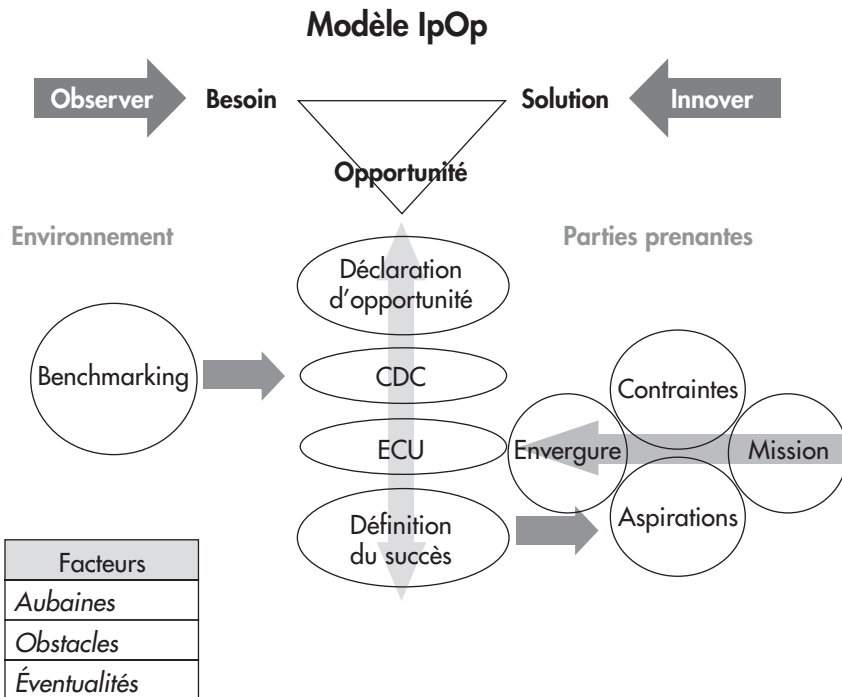 Modèle IpOp
Observer
Besoin
Solution
Innover
Opportunité
Environnement
Parties prenantes
Déclaration
d'opportunité
Benchmarking
CDC
Contraintes
ECU
Envergure
Mission
Définition
du succès
Aspirations
Facteurs
Aubaines
Obstacles
Éventualités